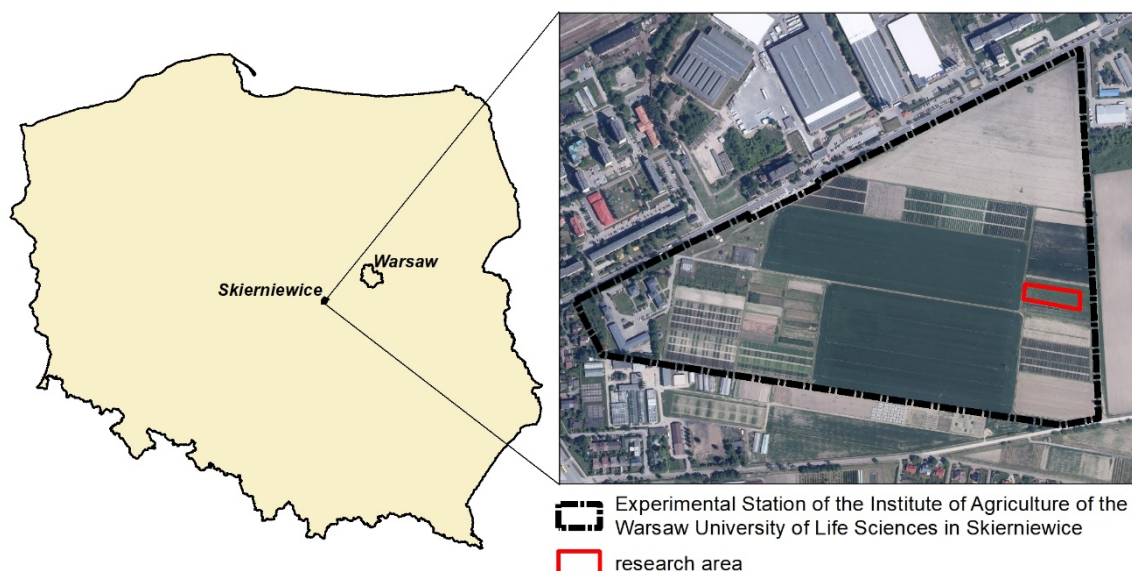 Warsaw
Skierniewice
Experimental Station of the Institute of Agriculture of the
Warsaw University of Life Sciences in Skierniewice
research area